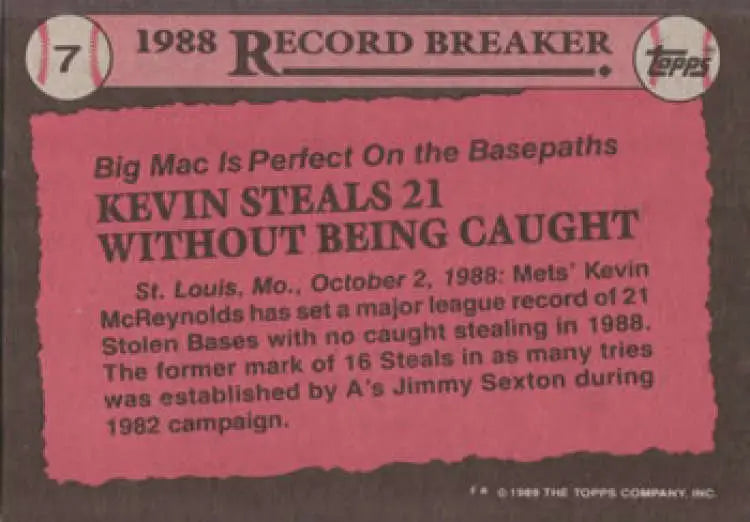 7
1988 RECORD BREAKER
Topps
Big Mac Is Perfect On the Basepaths
KEVIN STEALS 21
WITHOUT BEING CAUGHT
St. Louis, Mo., October 2, 1988: Mets' Kevin
McReynolds has set a major league record of 21
Stolen Bases with no caught stealing in 1988.
The former mark of 16 Steals in as many tries
was established by A's Jimmy Sexton during
1982 campaign.
© 1989 THE TOPPS COMPANY, INC.